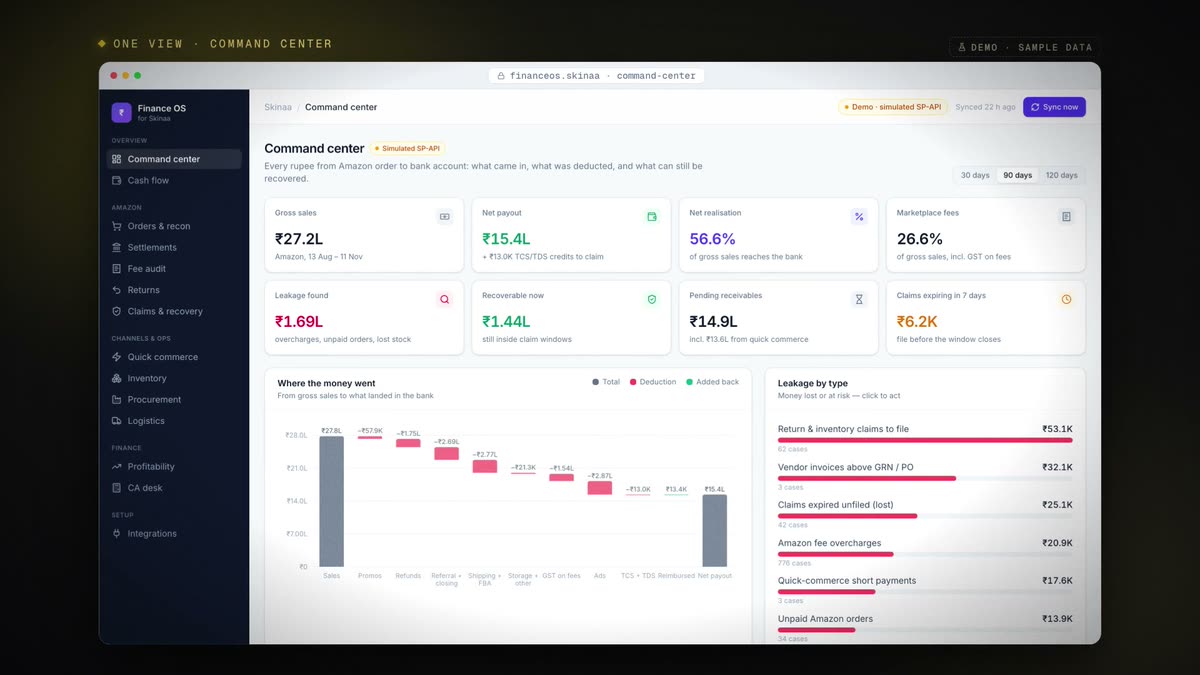 ONE VIEW · COMMAND CENTER
DEMO · SAMPLE DATA
financeos.skinaa · command-center
₹
Finance OS
for Skinaa
OVERVIEW
Command center
Cash flow
AMAZON
Orders & recon
Settlements
Fee audit
Returns
Claims & recovery
CHANNELS & OPS
Quick commerce
Inventory
Procurement
Logistics
FINANCE
Profitability
CA desk
SETUP
Integrations
Skinaa / Command center
Demo · simulated SP-API
Synced 22 h ago
Sync now
Command center
Simulated SP-API
Every rupee from Amazon order to bank account: what came in, what was deducted, and what can still be
recovered.
30 days
90 days
120 days
Gross sales
₹27.2L
Amazon, 13 Aug – 11 Nov
Net payout
₹15.4L
+ ₹13.0K TCS/TDS credits to claim
Net realisation
%
56.6%
of gross sales reaches the bank
Marketplace fees
26.6%
of gross sales, incl. GST on fees
Leakage found
₹1.69L
overcharges, unpaid orders, lost stock
Recoverable now
₹1.44L
still inside claim windows
Pending receivables
₹14.9L
incl. ₹13.6L from quick commerce
Claims expiring in 7 days
₹6.2K
file before the window closes
Where the money went
From gross sales to what landed in the bank
Total
Deduction
Added back
₹28.0L
₹21.0L
₹14.0L
₹7.00L
₹0
₹27.8L
−₹57.9K
−₹1.75L
−₹2.69L
−₹2.77L
−₹21.3K
−₹1.54L
−₹2.87L
−₹13.0K
₹13.4K
₹15.4L
Sales
Promos
Refunds
Referral +
closing
Shipping +
FBA
Storage +
other
GST on fees
Ads
TCS + TDS
Reimbursed
Net payout
Leakage by type
Money lost or at risk — click to act
Return & inventory claims to file ₹53.1K
62 cases
Vendor invoices above GRN / PO ₹32.1K
3 cases
Claims expired unfiled (lost) ₹25.1K
42 cases
Amazon fee overcharges ₹20.9K
776 cases
Quick-commerce short payments ₹17.6K
3 cases
Unpaid Amazon orders ₹13.9K
34 cases